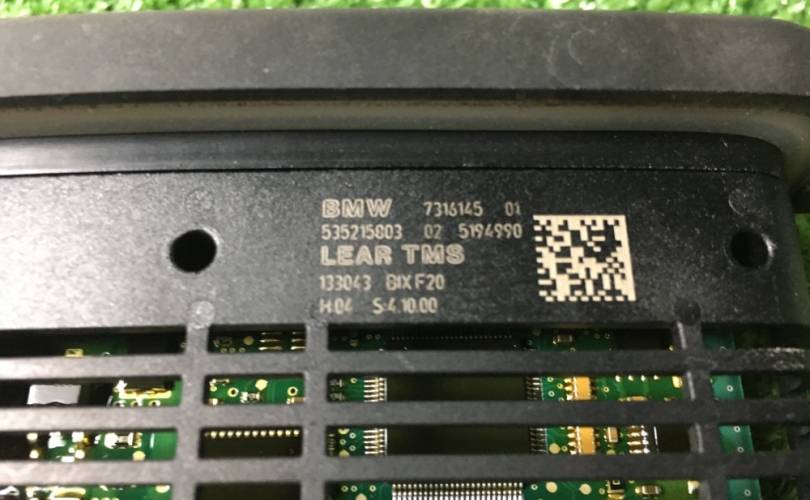 BMW 7316145 01
535215803 02 5194990
LEAR TMS
133043 BIX F20
H:04 S:4.10.00